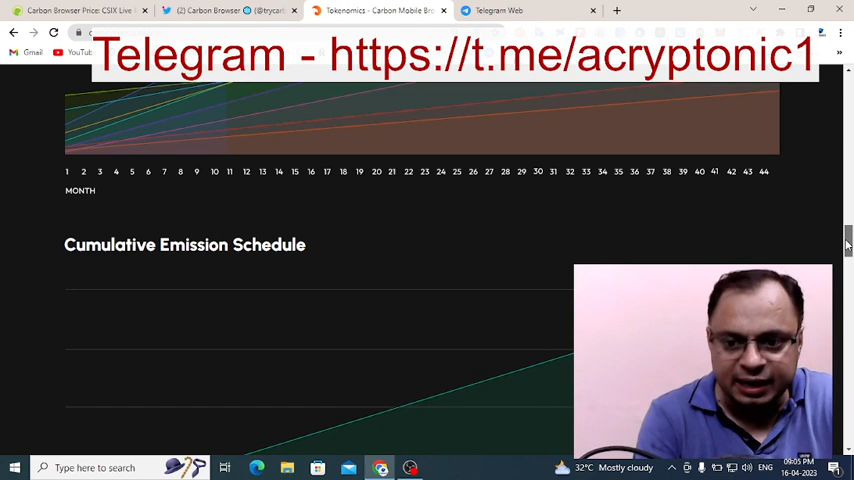 Carbon Browser Price: CSIX Live
(2) Carbon Browser (@trycarb
Tokenomics - Carbon Mobile Bro
Telegram Web
Telegram - https://t.me/acryptonic1
Gmail
YouTub
1 2 3 4 5 6 7 8 9 10 11 12 13 14 15 16 17 18 19 20 21 22 23 24 25 26 27 28 29 30 31 32 33 34 35 36 37 38 39 40 41 42 43 44
MONTH
Cumulative Emission Schedule
Type here to search
32°C Mostly cloudy
ENG
09:05 PM
16-04-2023